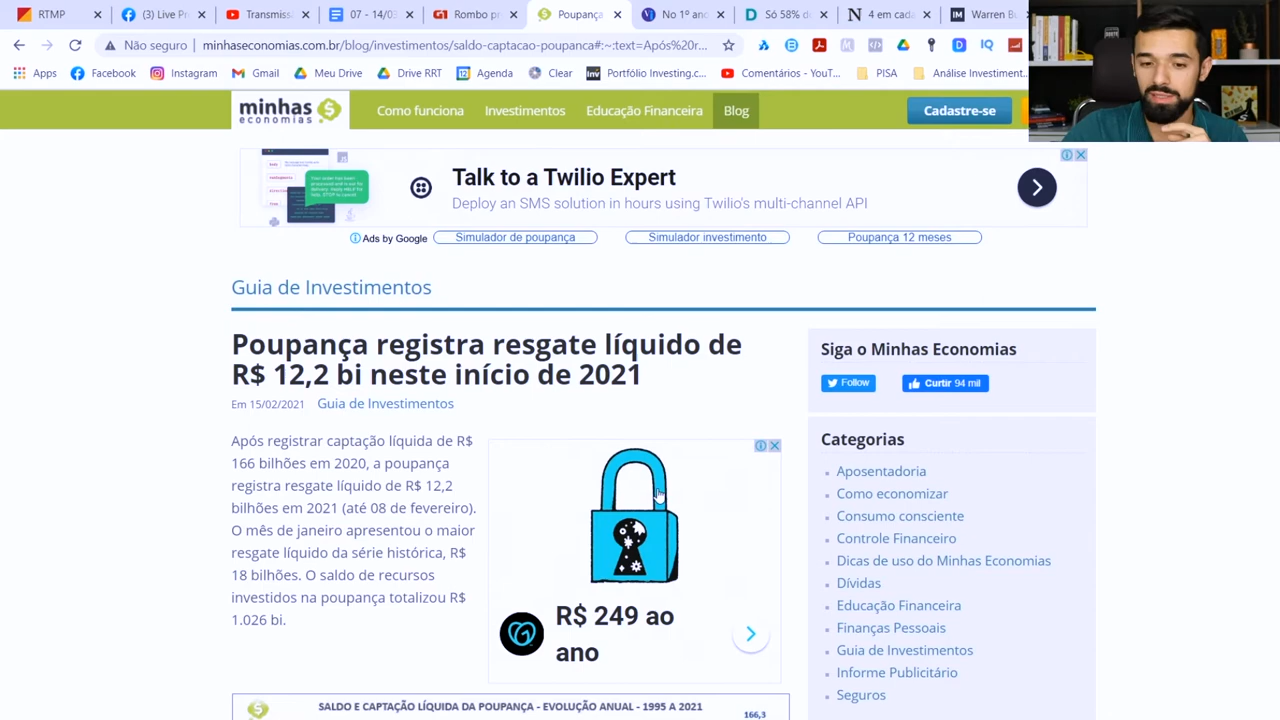 RTMP
(3) Live Pr
Transmissa
07 - 14/03
Rombo pr
Poupança
No 1º an
Só 58% d
4 em cada
Warren Bu
Não seguro
minhaseconomias.com.br/blog/investimentos/saldo-captacao-poupanca#:~:text=Após%20r...
Apps
Facebook
Instagram
Gmail
Meu Drive
Drive RRT
Agenda
Clear
Portfólio Investing.c...
Comentários - YouT...
PISA
Análise Investiment...
minhas economias
Como funciona
Investimentos
Educação Financeira
Blog
Cadastre-se
Talk to a Twilio Expert
Deploy an SMS solution in hours using Twilio's multi-channel API
Ads by Google
Simulador de poupança
Simulador investimento
Poupança 12 meses
Guia de Investimentos
Poupança registra resgate líquido de
R$ 12,2 bi neste início de 2021
Em 15/02/2021
Guia de Investimentos
Após registrar captação líquida de R$
166 bilhões em 2020, a poupança
registra resgate líquido de R$ 12,2
bilhões em 2021 (até 08 de fevereiro).
O mês de janeiro apresentou o maior
resgate líquido da série histórica, R$
18 bilhões. O saldo de recursos
investidos na poupança totalizou R$
1.026 bi.
R$ 249 ao
ano
Siga o Minhas Economias
Follow
Curtir 94 mil
Categorias
Aposentadoria
Como economizar
Consumo consciente
Controle Financeiro
Dicas de uso do Minhas Economias
Dívidas
Educação Financeira
Finanças Pessoais
Guia de Investimentos
Informe Publicitário
Seguros
SALDO E CAPTAÇÃO LÍQUIDA DA POUPANÇA - EVOLUÇÃO ANUAL - 1995 A 2021
166,3